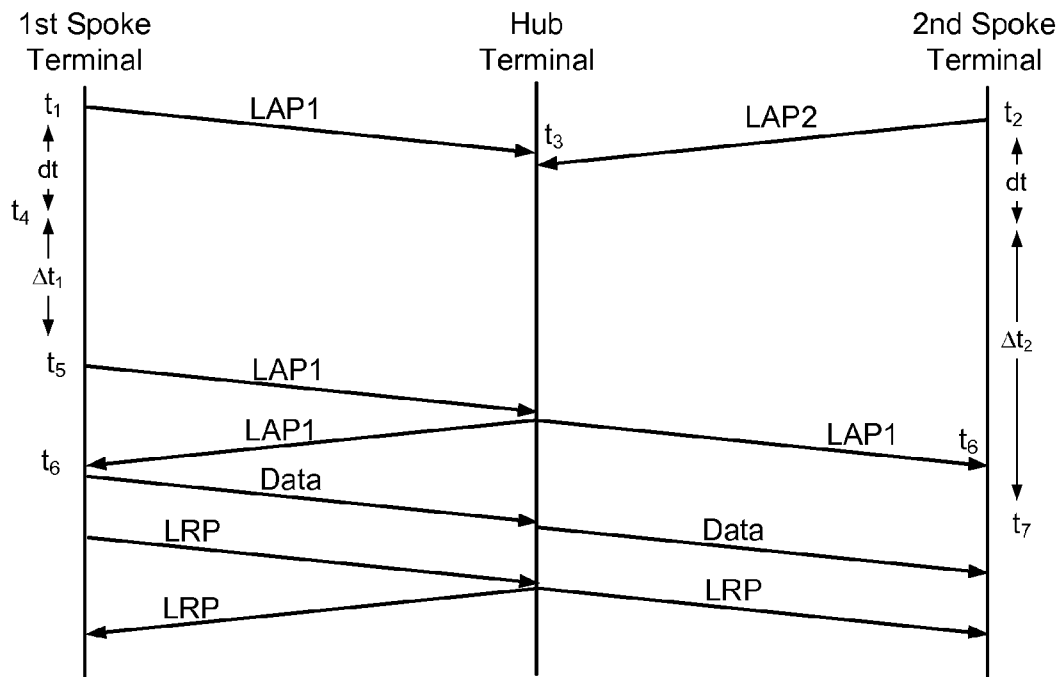 1st Spoke Terminal
Hub Terminal
2nd Spoke Terminal
t₁
LAP1
t₃
LAP2
t₂
dt
dt
t₄
Δt₁
Δt₂
t₅
LAP1
LAP1
LAP1
t₆
t₆
Data
t₇
Data
LRP
LRP
LRP